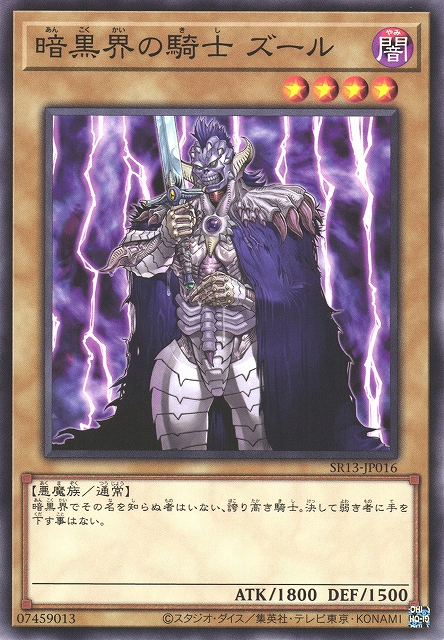 暗黒界の騎士 ズール
闇
SR13-JP016
【悪魔族/通常】
暗黒界でその名を知らぬ者はいない、誇り高き騎士。決して弱き者に手を
下す事はない。
ATK/1800 DEF/1500
07459013
©スタジオ・ダイス/集英社・テレビ東京・KONAMI